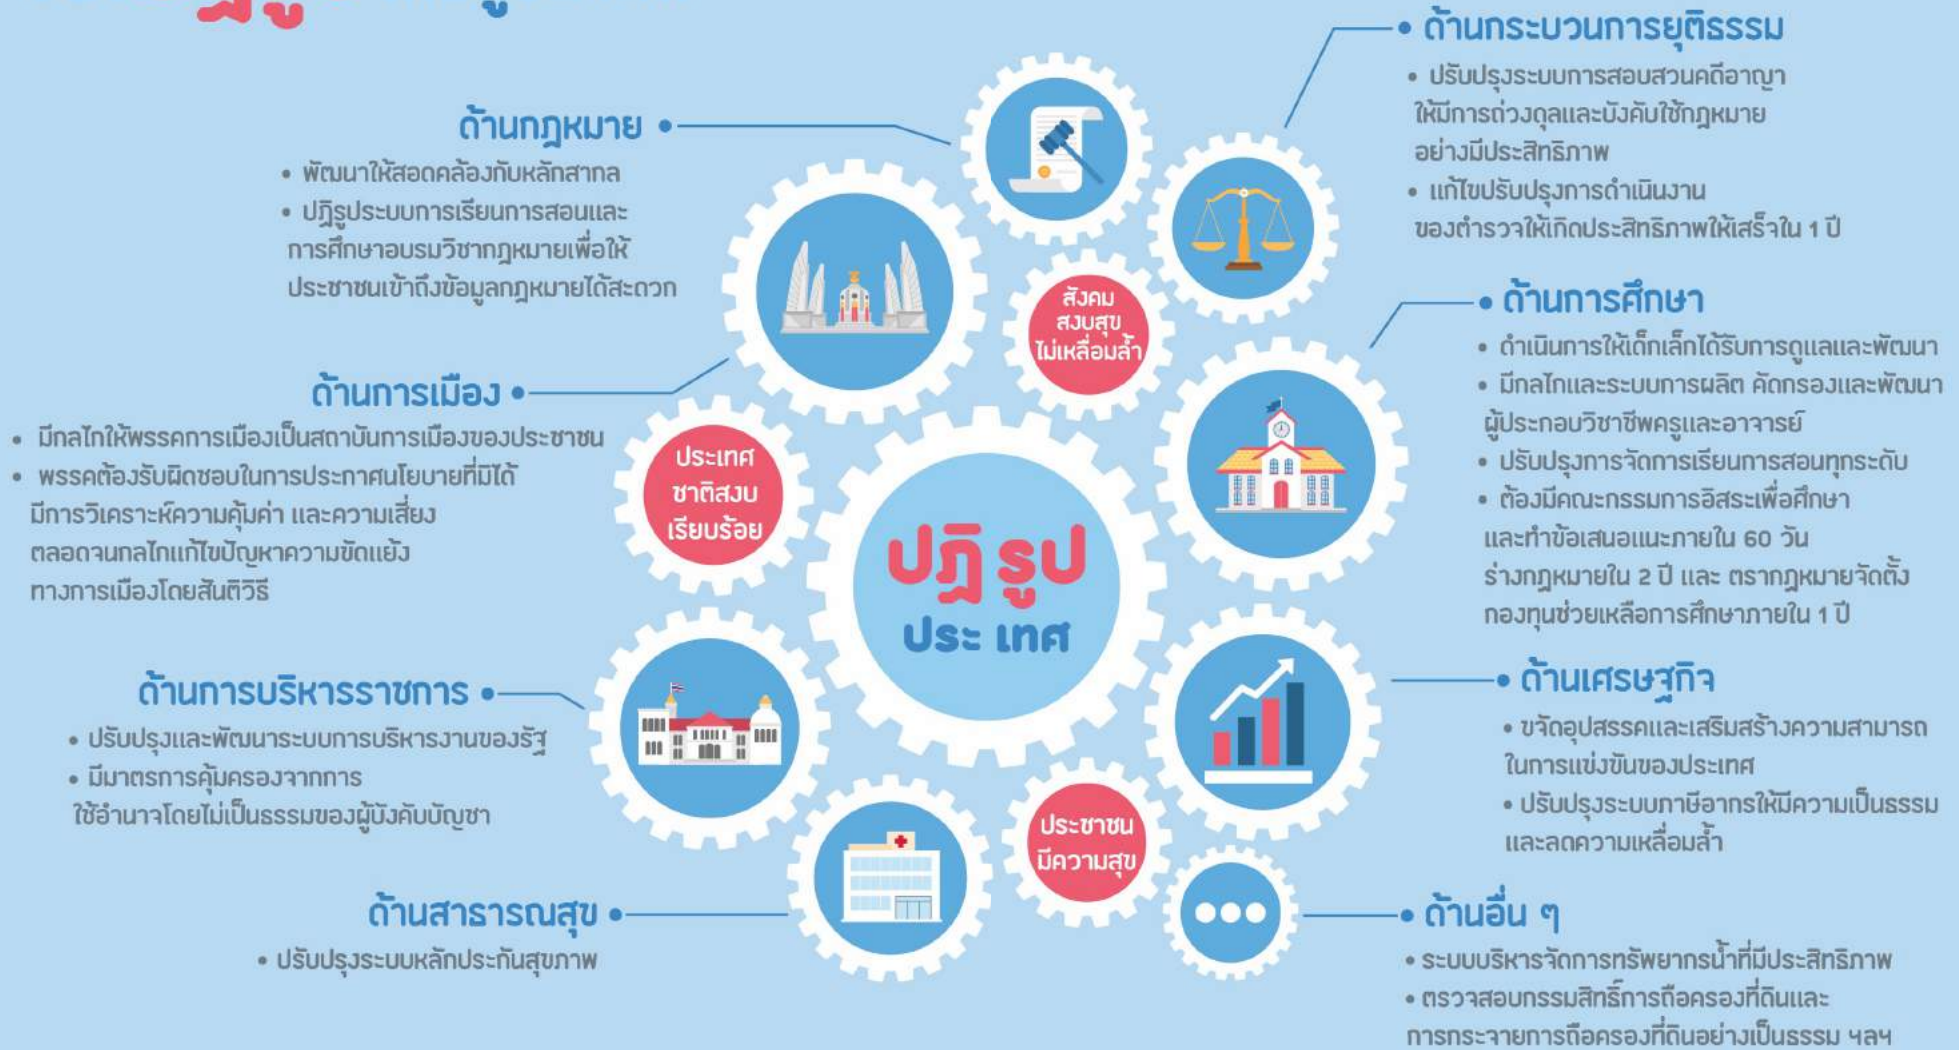 ด้านกฎหมาย
• พัฒนาให้สอดคล้องกับหลักสากล
• ปฏิรูประบบการเรียนการสอนและ
การศึกษาอบรมวิชากฎหมายเพื่อให้
ประชาชนเข้าถึงข้อมูลกฎหมายได้สะดวก
ด้านการเมือง
• มีกลไกให้พรรคการเมืองเป็นสถาบันการเมืองของประชาชน
• พรรคต้องรับผิดชอบในการประกาศนโยบายที่มิได้
มีการวิเคราะห์ความคุ้มค่า และความเสี่ยง
ตลอดจนกลไกแก้ไขปัญหาความขัดแย้ง
ทางการเมืองโดยสันติวิธี
ด้านการบริหารราชการ
• ปรับปรุงและพัฒนาระบบการบริหารงานของรัฐ
• มีมาตรการคุ้มครองจากการ
ใช้อำนาจโดยไม่เป็นธรรมของผู้บังคับบัญชา
ด้านสาธารณสุข
• ปรับปรุงระบบหลักประกันสุขภาพ
สังคม
สงบสุข
ไม่เหลื่อมล้ำ
ประเทศ
ชาติสงบ
เรียบร้อย
ปฏิรูป
ประเทศ
ประชาชน
มีความสุข
• ด้านกระบวนการยุติธรรม
• ปรับปรุงระบบการสอบสวนคดีอาญา
ให้มีการถ่วงดุลและบังคับใช้กฎหมาย
อย่างมีประสิทธิภาพ
• แก้ไขปรับปรุงการดำเนินงาน
ของตำรวจให้เกิดประสิทธิภาพให้เสร็จใน 1 ปี
• ด้านการศึกษา
• ดำเนินการให้เด็กเล็กได้รับการดูแลและพัฒนา
• มีกลไกและระบบการผลิต คัดกรองและพัฒนา
ผู้ประกอบวิชาชีพครูและอาจารย์
• ปรับปรุงการจัดการเรียนการสอนทุกระดับ
• ต้องมีคณะกรรมการอิสระเพื่อศึกษา
และทำข้อเสนอแนะภายใน 60 วัน
ร่างกฎหมายใน 2 ปี และ ตรากฎหมายจัดตั้ง
กองทุนช่วยเหลือการศึกษาภายใน 1 ปี
• ด้านเศรษฐกิจ
• ขจัดอุปสรรคและเสริมสร้างความสามารถ
ในการแข่งขันของประเทศ
• ปรับปรุงระบบภาษีอากรให้มีความเป็นธรรม
และลดความเหลื่อมล้ำ
• ด้านอื่น ๆ
• ระบบบริหารจัดการทรัพยากรน้ำที่มีประสิทธิภาพ
• ตรวจสอบกรรมสิทธิ์การถือครองที่ดินและ
การกระจายการถือครองที่ดินอย่างเป็นธรรม ฯลฯ